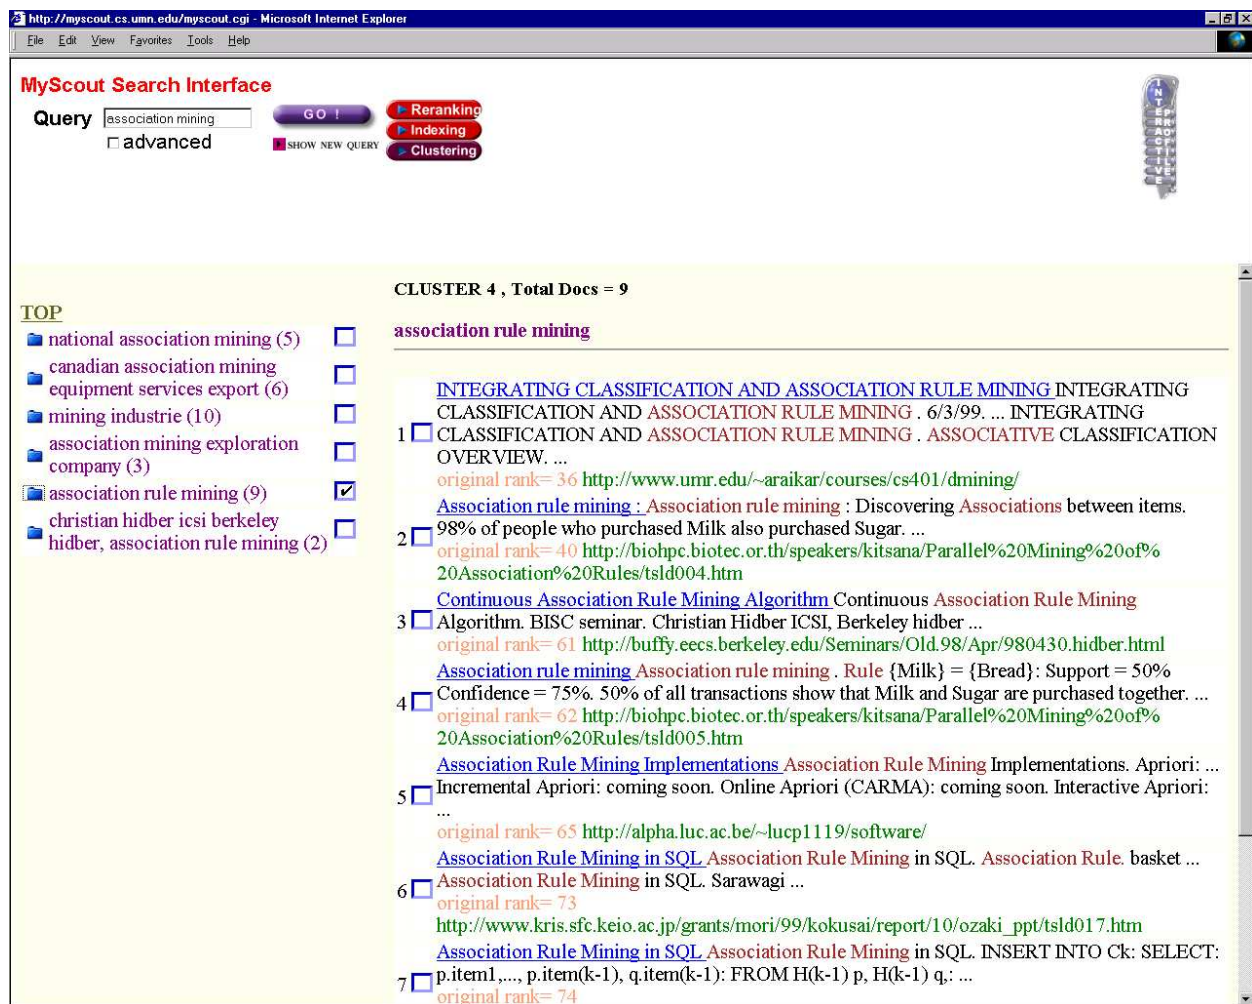 http://myscout.cs.umn.edu/myscout.cgi - Microsoft Internet Explorer
File Edit View Favorites Tools Help
MyScout Search Interface
Query association mining GO ! Reranking
advanced SHOW NEW QUERY Indexing
Clustering
INTERACTIVE PROFILE
TOP
national association mining (5)
canadian association mining
equipment services export (6)
mining industrie (10)
association mining exploration
company (3)
association rule mining (9)
christian hidber icsi berkeley
hidber, association rule mining (2)
CLUSTER 4 , Total Docs = 9
association rule mining
INTEGRATING CLASSIFICATION AND ASSOCIATION RULE MINING INTEGRATING
CLASSIFICATION AND ASSOCIATION RULE MINING . 6/3/99. ... INTEGRATING
1 CLASSIFICATION AND ASSOCIATION RULE MINING . ASSOCIATIVE CLASSIFICATION
OVERVIEW. ...
original rank= 36 http://www.umr.edu/~araikar/courses/cs401/dmining/
Association rule mining : Association rule mining : Discovering Associations between items.
2 98% of people who purchased Milk also purchased Sugar. ...
original rank= 40 http://biohpc.biotec.or.th/speakers/kitsana/Parallel%20Mining%20of%
20Association%20Rules/tsld004.htm
Continuous Association Rule Mining Algorithm Continuous Association Rule Mining
3 Algorithm. BISC seminar. Christian Hidber ICSI, Berkeley hidber ...
original rank= 61 http://buffy.eecs.berkeley.edu/Seminars/Old.98/Apr/980430.hidber.html
Association rule mining Association rule mining . Rule {Milk} = {Bread}: Support = 50%
4 Confidence = 75%. 50% of all transactions show that Milk and Sugar are purchased together. ...
original rank= 62 http://biohpc.biotec.or.th/speakers/kitsana/Parallel%20Mining%20of%
20Association%20Rules/tsld005.htm
Association Rule Mining Implementations Association Rule Mining Implementations. Apriori: ...
5 Incremental Apriori: coming soon. Online Apriori (CARMA): coming soon. Interactive Apriori:
...
original rank= 65 http://alpha.luc.ac.be/~lucp1119/software/
Association Rule Mining in SQL Association Rule Mining in SQL. Association Rule. basket ...
6 Association Rule Mining in SQL. Sarawagi ...
original rank= 73
http://www.kris.sfc.keio.ac.jp/grants/mori/99/kokusai/report/10/ozaki_ppt/tsld017.htm
Association Rule Mining in SQL Association Rule Mining in SQL. INSERT INTO Ck: SELECT:
7 p.item1,..., p.item(k-1), q.item(k-1): FROM H(k-1) p, H(k-1) q,: ...
original rank= 74